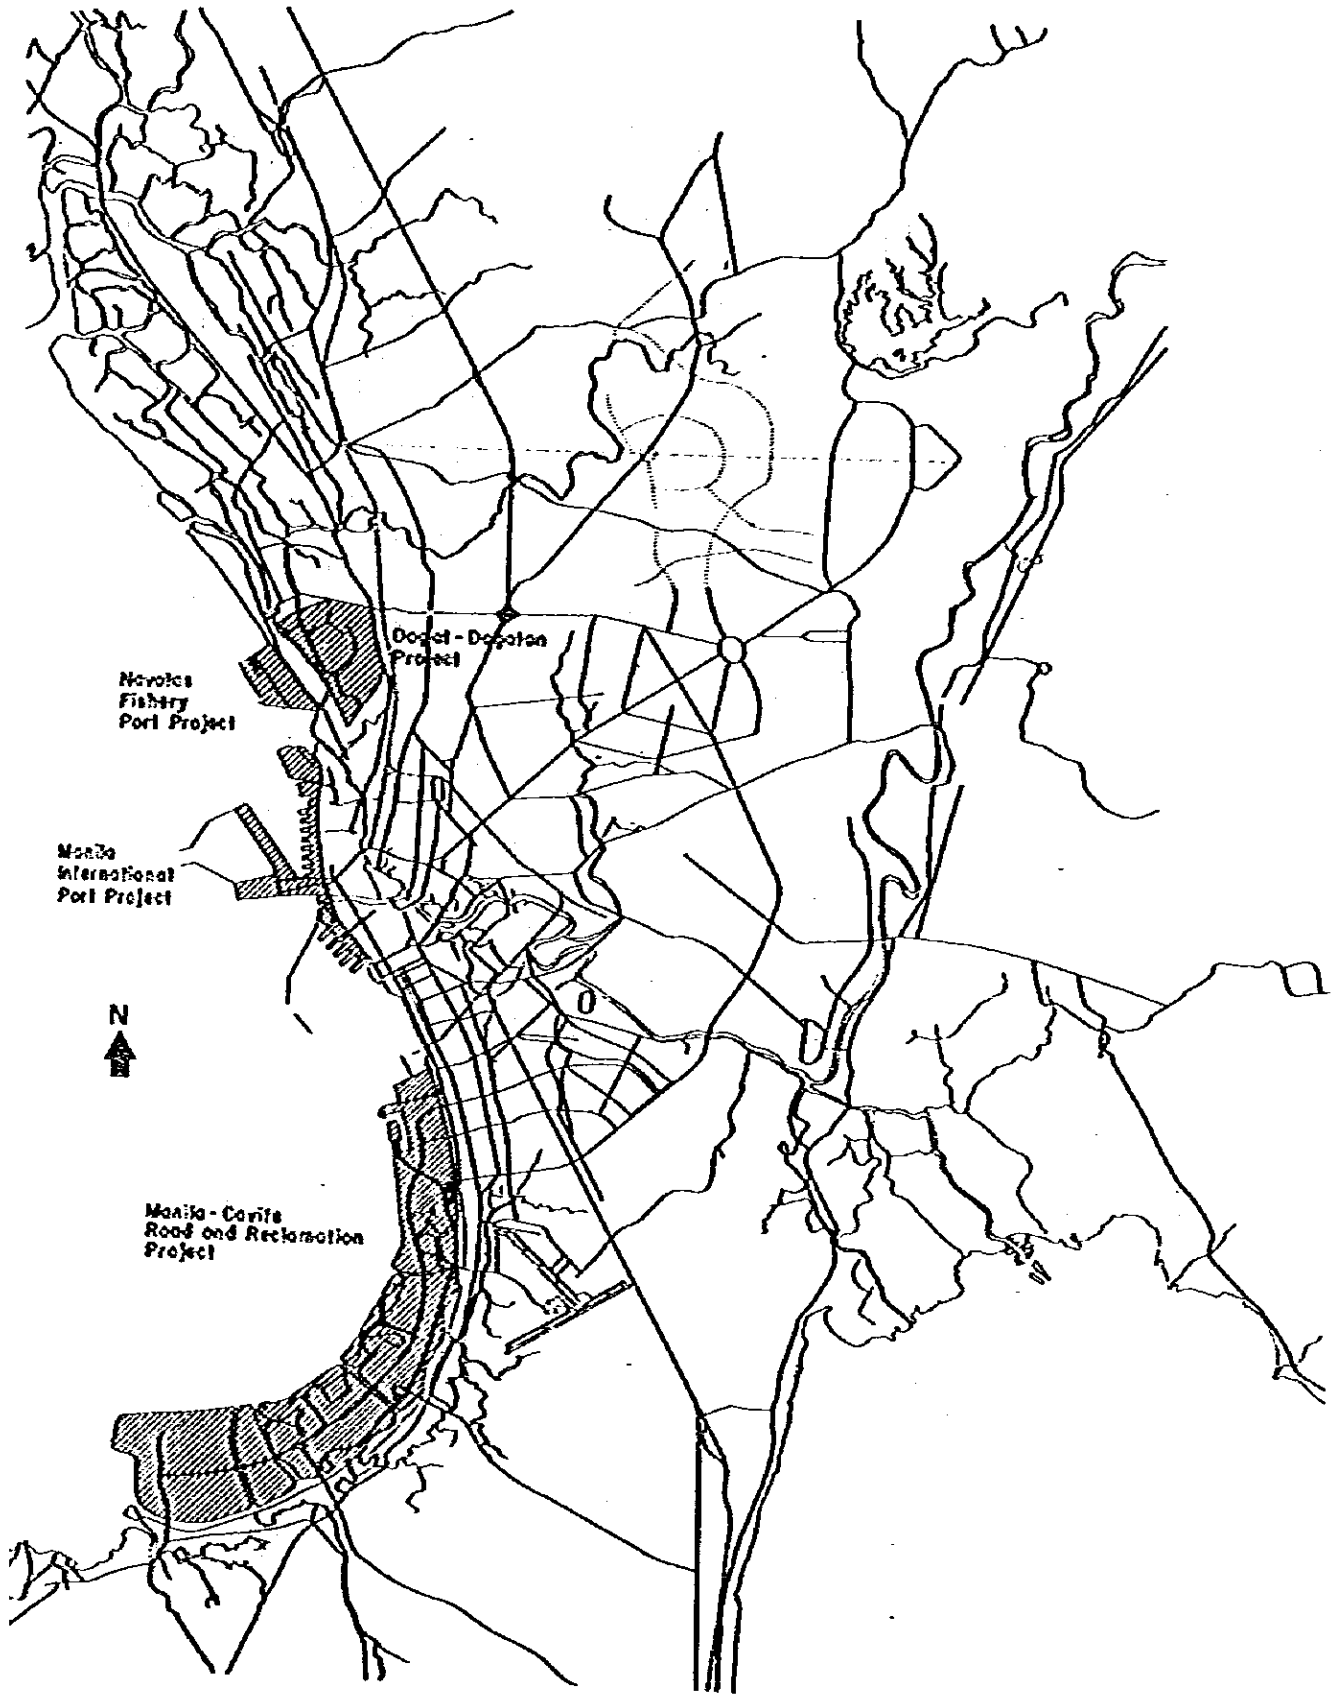 Dagat-Dagatan
Project
Navotas
Fishery
Port Project
Manila
International
Port Project
N
Manila-Cavite
Road and Reclamation
Project